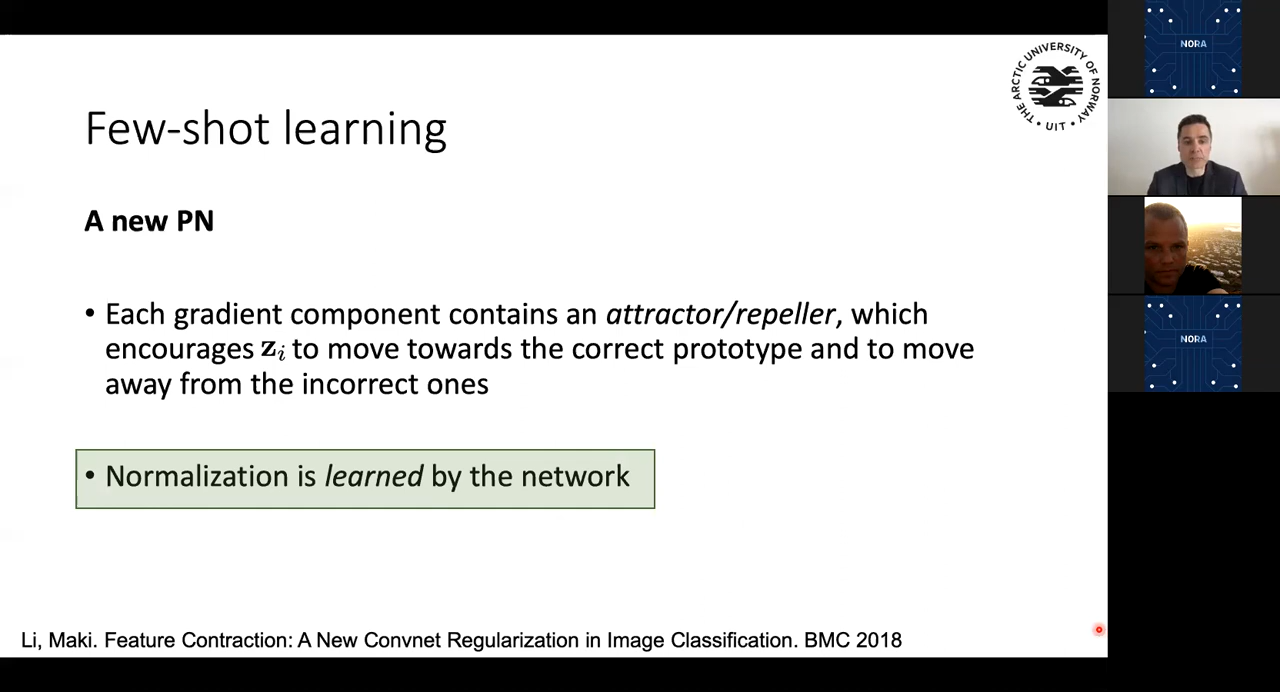 THE ARCTIC UNIVERSITY OF NORWAY
• UIT •
Few-shot learning
A new PN
• Each gradient component contains an attractor/repeller, which
encourages zᵢ to move towards the correct prototype and to move
away from the incorrect ones
• Normalization is learned by the network
Li, Maki. Feature Contraction: A New Convnet Regularization in Image Classification. BMC 2018
NORA
NORA